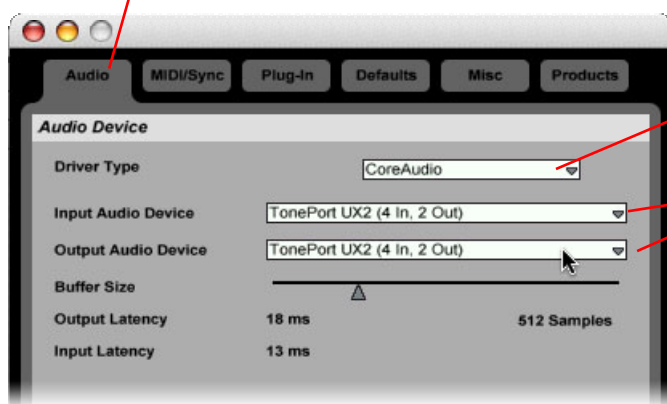 Audio MIDI/Sync Plug-In Defaults Misc Products
Audio Device
Driver Type CoreAudio
Input Audio Device TonePort UX2 (4 In, 2 Out)
Output Audio Device TonePort UX2 (4 In, 2 Out)
Buffer Size
Output Latency 18 ms 512 Samples
Input Latency 13 ms